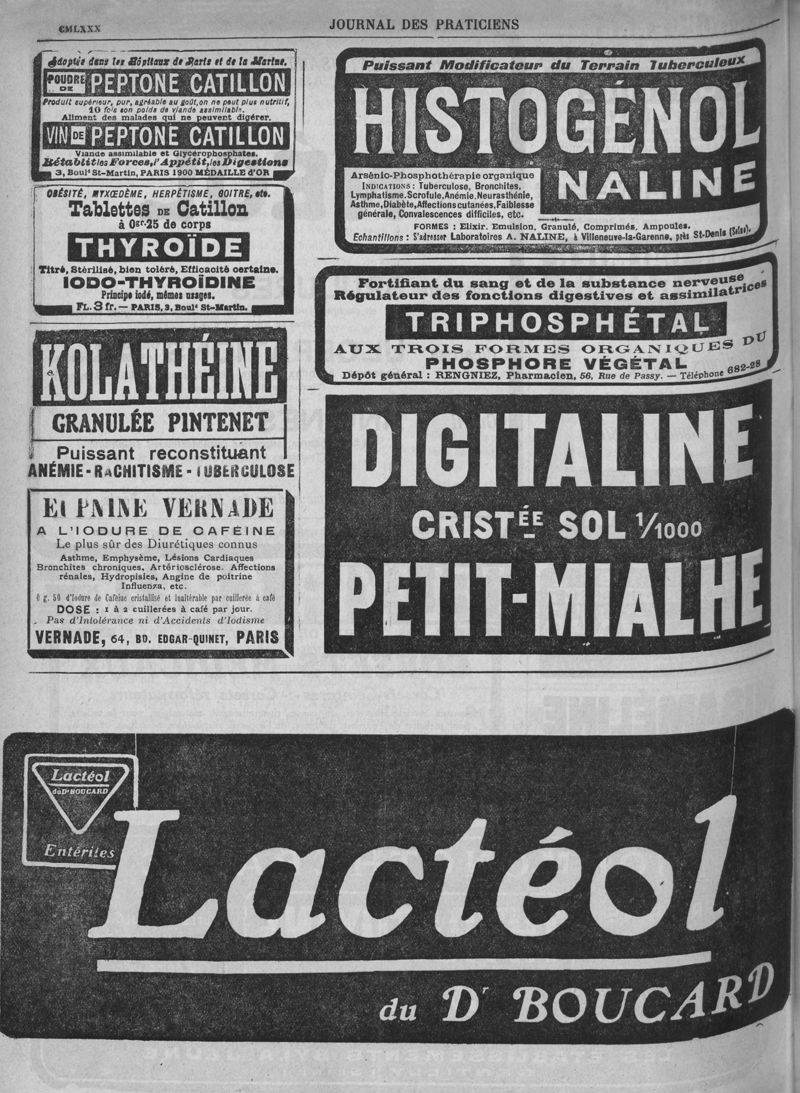 CMLXXX
JOURNAL DES PRATICIENS
Adoptée dans les Hôpitaux de Paris et de la Marine.
POUDRE DE PEPTONE CATILLON
Produit supérieur, pur, agréable au goût, on ne peut plus nutritif,
10 fois son poids de viande assimilable.
Aliment des malades qui ne peuvent digérer.
VIN DE PEPTONE CATILLON
Viande assimilable et Glycérophosphates.
Rétablit les Forces, l'Appétit, les Digestions
3, Boulᵈ St-Martin, PARIS 1900 MÉDAILLE D'OR
OBÉSITÉ, MYXŒDÈME, HERPÉTISME, GOITRE, etc.
Tablettes DE Catillon
à 0gr.25 de corps
THYROÏDE
Titré, Stérilisé, bien toléré, Efficacité certaine.
IODO-THYROÏDINE
Principe iodé, mêmes usages.
FL. 3 fr. — PARIS, 3, Boulᵈ St-Martin.
KOLATHÉINE
GRANULÉE PINTENET
Puissant reconstituant
ANÉMIE - RACHITISME - TUBERCULOSE
VERNADE
A L'IODURE DE CAFÉINE
Le plus sûr des Diurétiques connus
Asthme, Emphysème, Lésions Cardiaques
Bronchites chroniques, Artériosclérose. Affections
rénales, Hydropisies, Angine de poitrine
Influenza, etc.
0 g. 50 d'Iodure de Caféine cristallisé et inaltérable par cuillerée à café
DOSE : 1 à 2 cuillerées à café par jour.
Pas d'Intolérance ni d'Accidents d'Iodisme
VERNADE, 64, BD. EDGAR-QUINET, PARIS
Puissant Modificateur du Terrain Tuberculeux
HISTOGÉNOL
NALINE
Arsénio-Phosphothérapie organique
INDICATIONS : Tuberculose, Bronchites,
Lymphatisme, Scrofule, Anémie, Neurasthénie,
Asthme, Diabète, Affections cutanées, Faiblesse
générale, Convalescences difficiles, etc.
FORMES : Elixir. Emulsion, Granulé, Comprimés, Ampoules.
Échantillons : S'adresser Laboratoires A. NALINE, à Villeneuve-la-Garenne, près St-Denis (Seine).
Fortifiant du sang et de la substance nerveuse
Régulateur des fonctions digestives et assimilatrices
TRIPHOSPHÉTAL
AUX TROIS FORMES ORGANIQUES DU
PHOSPHORE VÉGÉTAL
Dépôt général : RENGNIEZ, Pharmacien, 56, Rue de Passy. — Téléphone 682-28
DIGITALINE
CRISTÉE SOL 1/1000
PETIT-MIALHE
Lactéol
du Dr BOUCARD
Entérites
Lactéol
du Dr BOUCARD